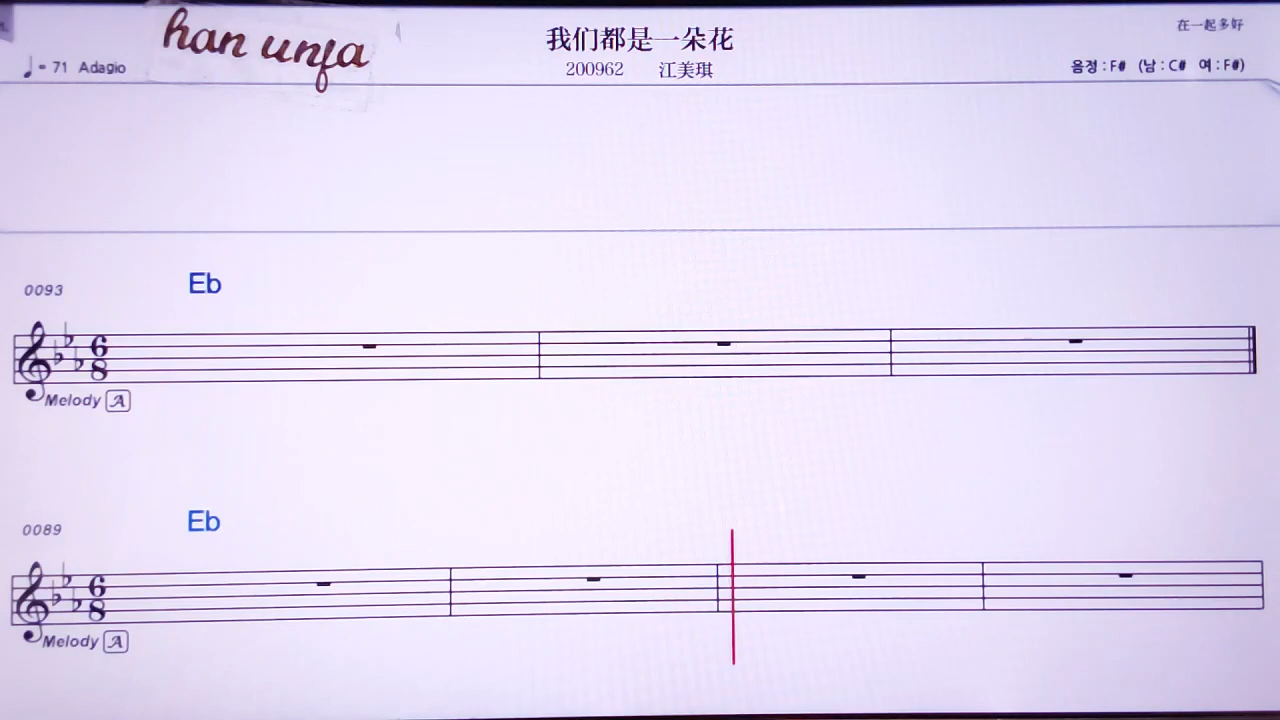 han unfa
我们都是一朵花
在一起多好
♩= 71 Adagio
200962 江美琪
음정 : F# (남 : C# 여 : F#)
0093
Eb
6
8
Melody A
0089
Eb
6
8
Melody A